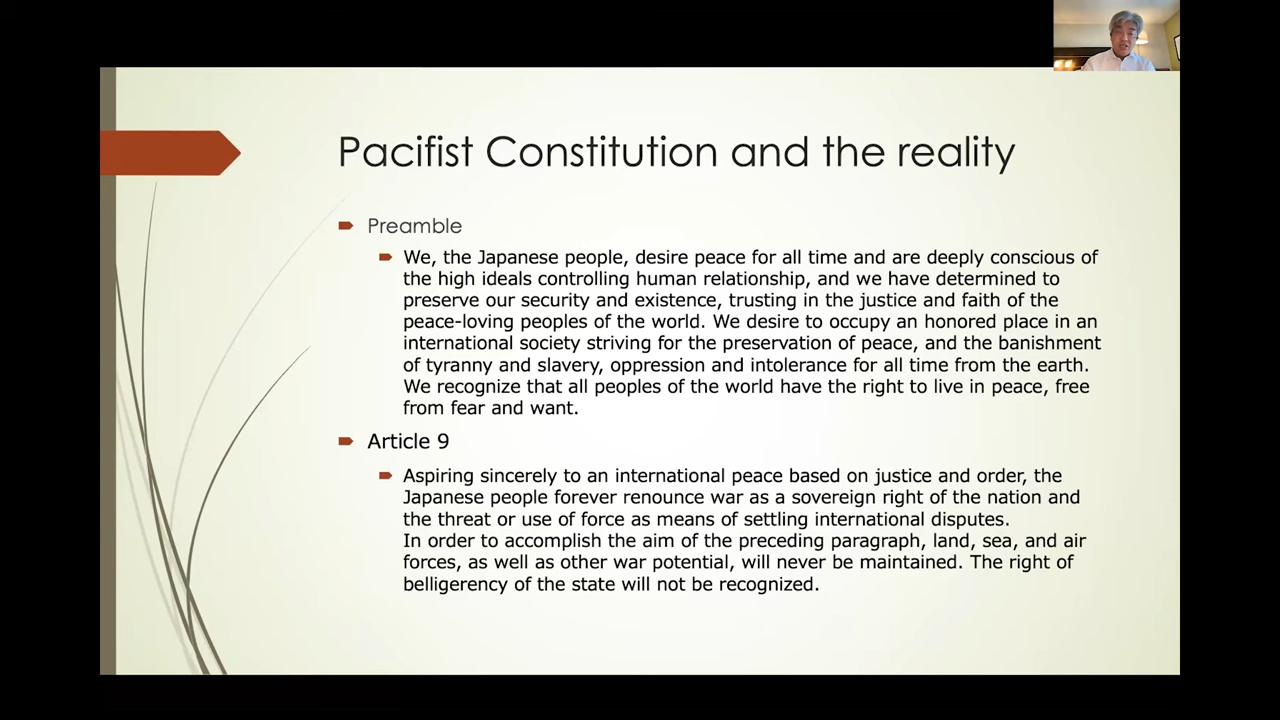 Pacifist Constitution and the reality
Preamble
We, the Japanese people, desire peace for all time and are deeply conscious of
the high ideals controlling human relationship, and we have determined to
preserve our security and existence, trusting in the justice and faith of the
peace-loving peoples of the world. We desire to occupy an honored place in an
international society striving for the preservation of peace, and the banishment
of tyranny and slavery, oppression and intolerance for all time from the earth.
We recognize that all peoples of the world have the right to live in peace, free
from fear and want.
Article 9
Aspiring sincerely to an international peace based on justice and order, the
Japanese people forever renounce war as a sovereign right of the nation and
the threat or use of force as means of settling international disputes.
In order to accomplish the aim of the preceding paragraph, land, sea, and air
forces, as well as other war potential, will never be maintained. The right of
belligerency of the state will not be recognized.